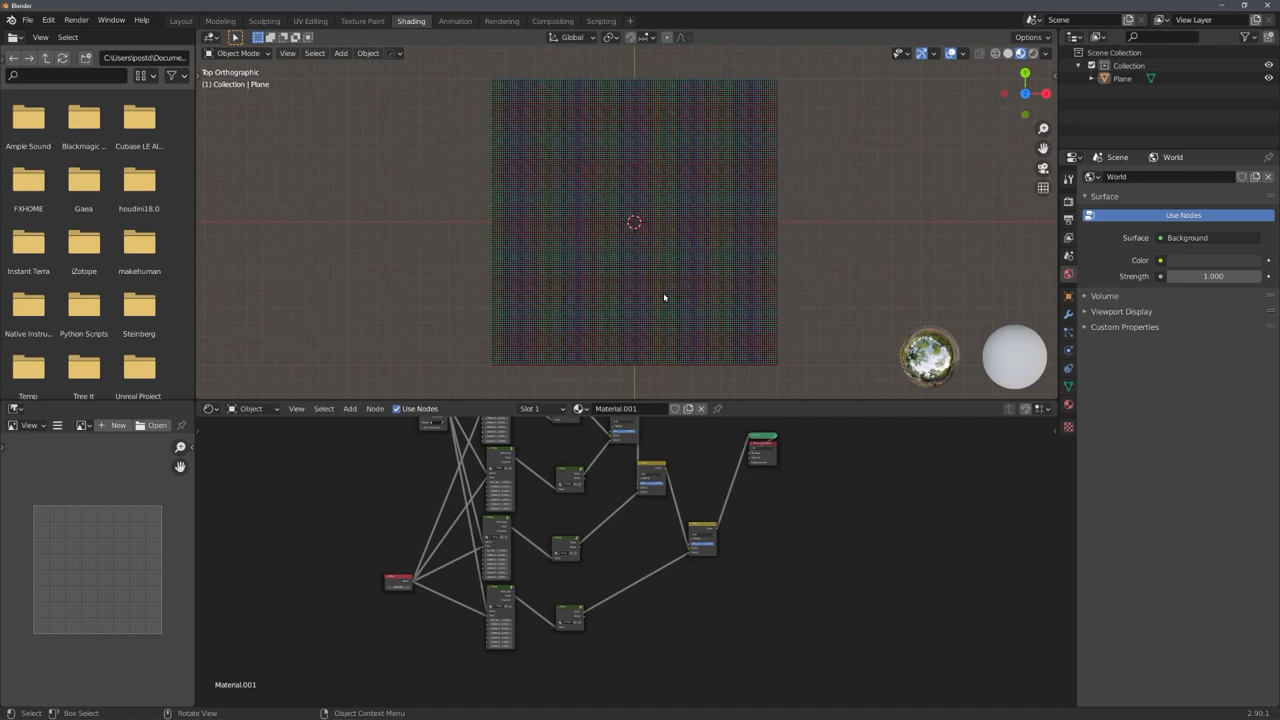 Blender
File Edit Render Window Help
Layout Modeling Sculpting UV Editing Texture Paint Shading Animation Rendering Compositing Scripting +
Scene View Layer
View Select
Global
Options
C:\Users\postd\Docume...
Object Mode View Select Add Object
Top Orthographic
(1) Collection | Plane
Scene Collection
Collection
Plane
Y
Z X
Ample Sound Blackmagic ... Cubase LE AI...
FXHOME Gaea houdini18.0
Instant Terra iZotope makehuman
Native Instru... Python Scripts Steinberg
Temp Tree It Unreal Project
Scene World
World
Surface
Use Nodes
Surface Background
Color
Strength 1.000
Volume
Viewport Display
Custom Properties
View New Open
Object View Select Add Node Use Nodes Slot 1 Material.001
Material.001
Select Box Select Rotate View Object Context Menu 2.90.1